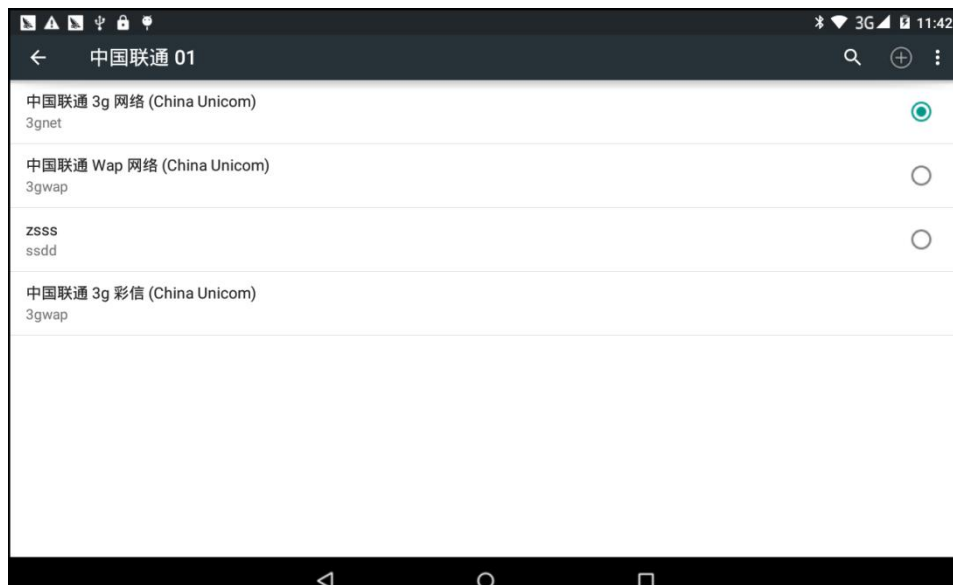 3G 11:42
中国联通 01
中国联通 3g 网络 (China Unicom)
3gnet
中国联通 Wap 网络 (China Unicom)
3gwap
zsss
ssdd
中国联通 3g 彩信 (China Unicom)
3gwap